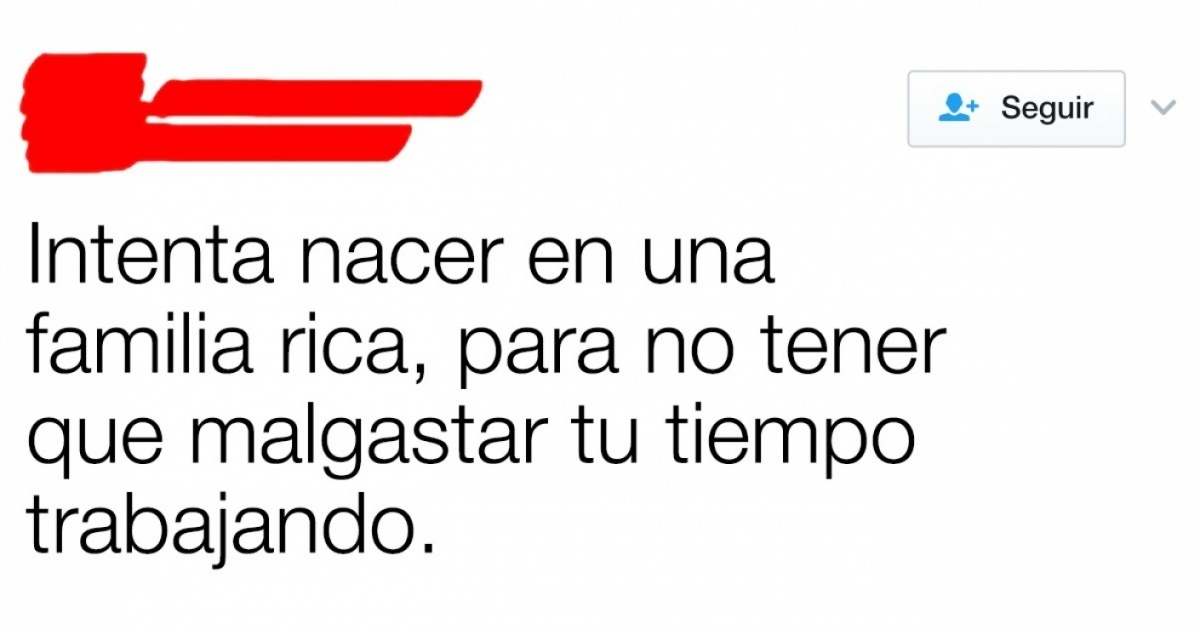 Seguir
Intenta nacer en una
familia rica, para no tener
que malgastar tu tiempo
trabajando.